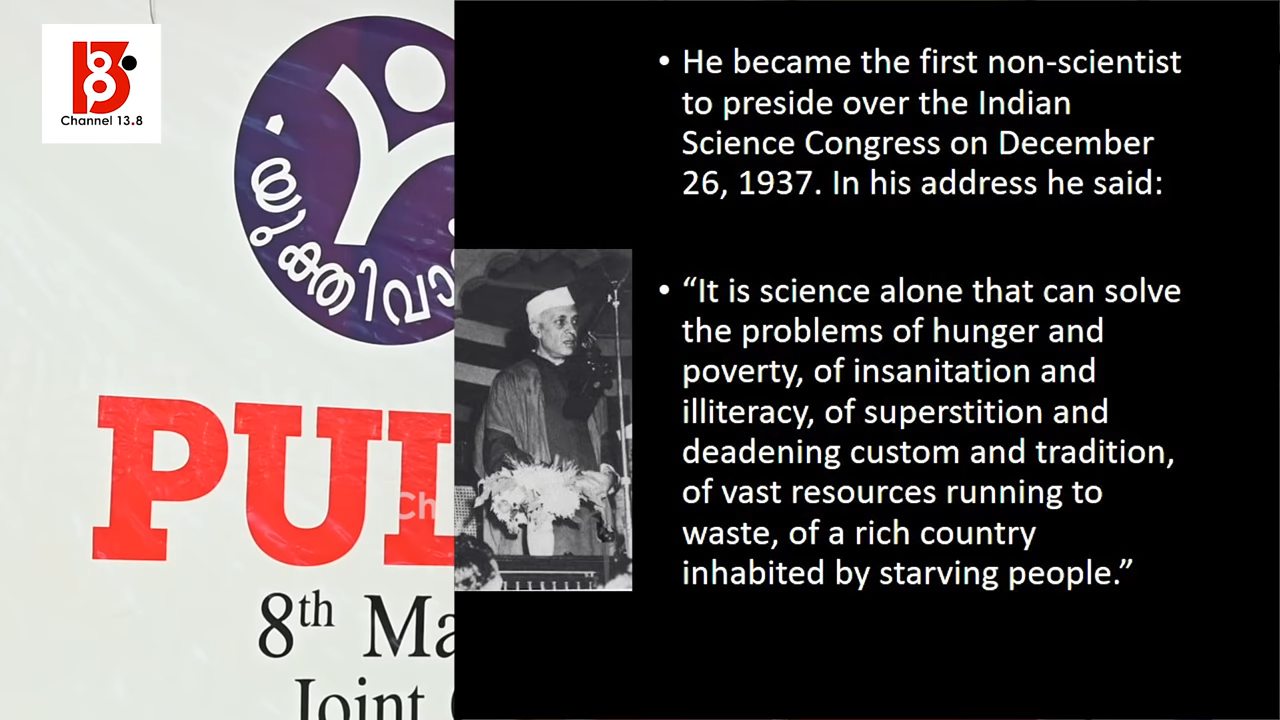 Channel 13.8
യുക്തിവാ
PUL
Ch
8th Ma
Joint
• He became the first non-scientist
to preside over the Indian
Science Congress on December
26, 1937. In his address he said:
• “It is science alone that can solve
the problems of hunger and
poverty, of insanitation and
illiteracy, of superstition and
deadening custom and tradition,
of vast resources running to
waste, of a rich country
inhabited by starving people.”